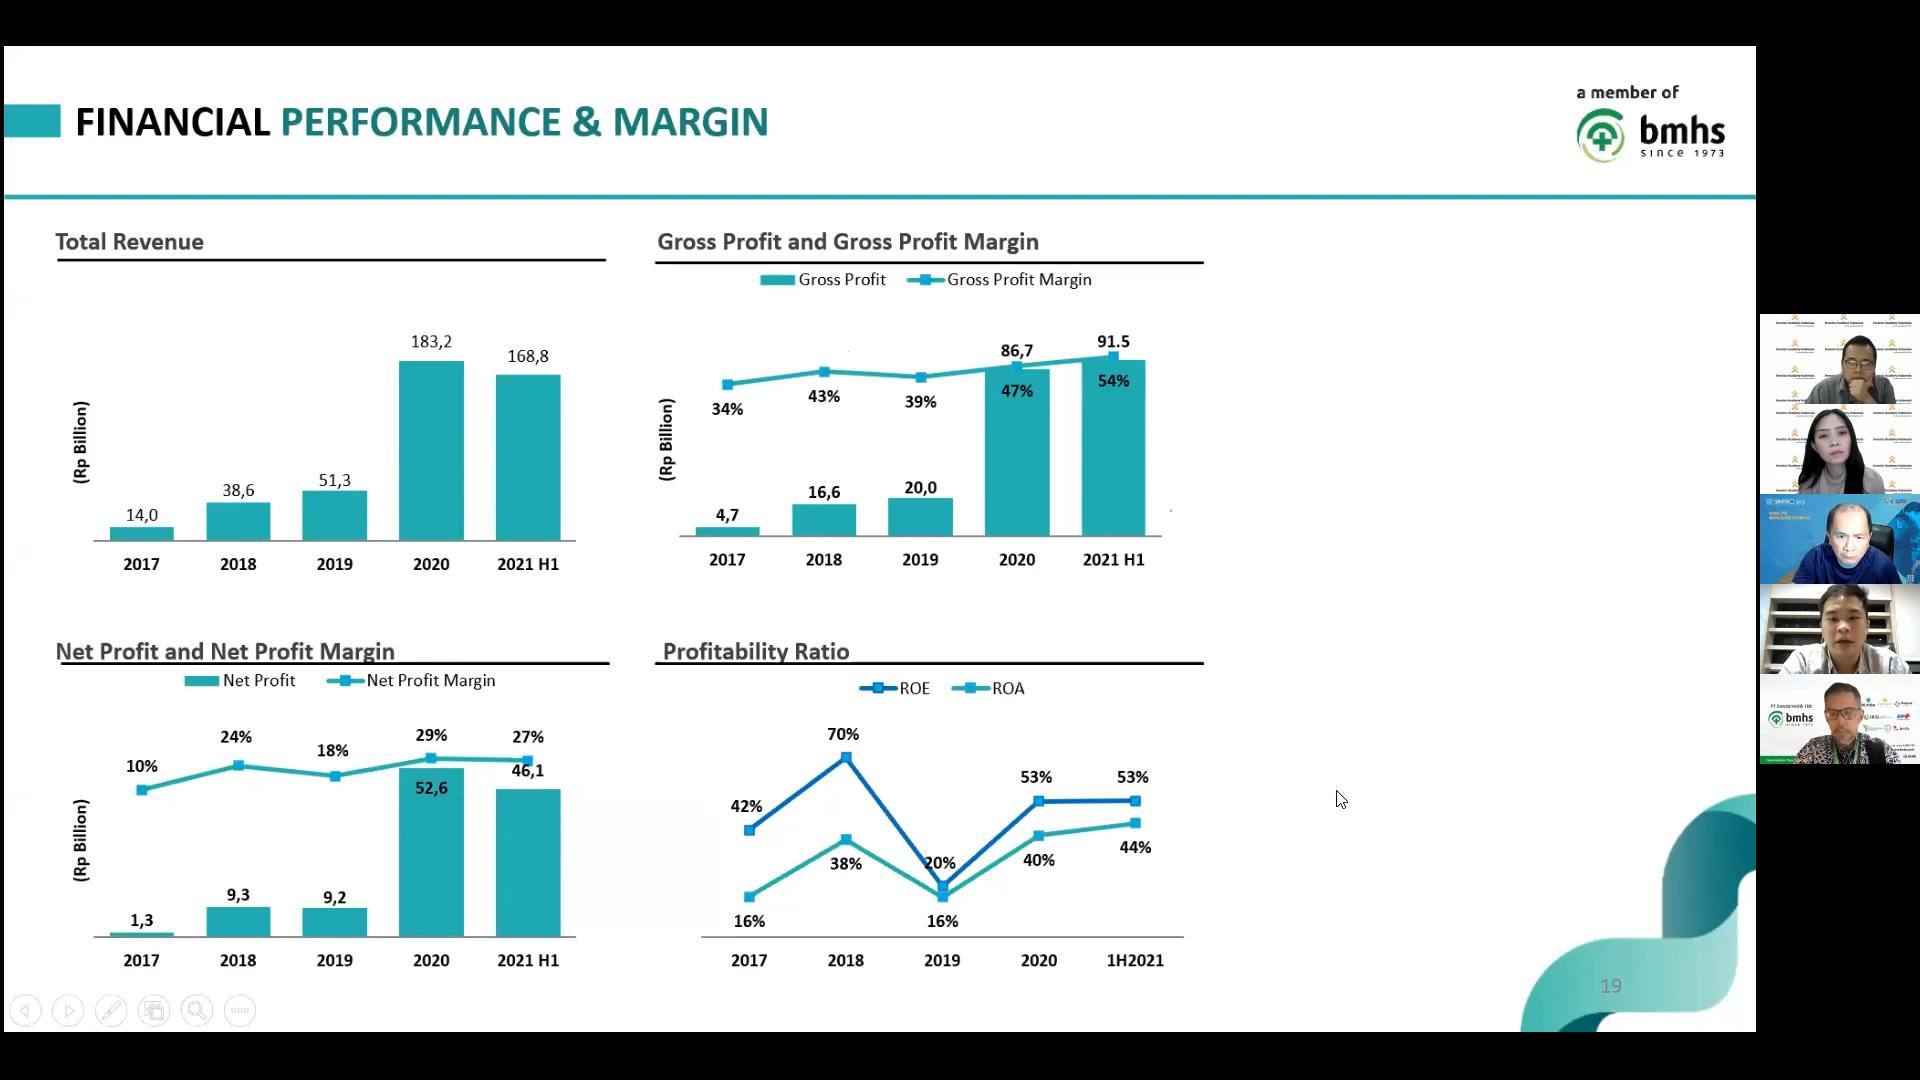 FINANCIAL PERFORMANCE & MARGIN
a member of
bmhs
SINCE 1973
Total Revenue
(Rp Billion)
14,0
38,6
51,3
183,2
168,8
2017 2018 2019 2020 2021 H1
Gross Profit and Gross Profit Margin
Gross Profit Gross Profit Margin
(Rp Billion)
86,7 91.5
34% 43% 39% 47% 54%
4,7 16,6 20,0
2017 2018 2019 2020 2021 H1
Net Profit and Net Profit Margin
Net Profit Net Profit Margin
(Rp Billion)
10% 24% 18% 29% 27%
1,3 9,3 9,2 52,6 46,1
2017 2018 2019 2020 2021 H1
Profitability Ratio
ROE ROA
42% 70% 20% 53% 53%
16% 38% 16% 40% 44%
2017 2018 2019 2020 1H2021
19
PT Bundamedik Tbk
bmhs